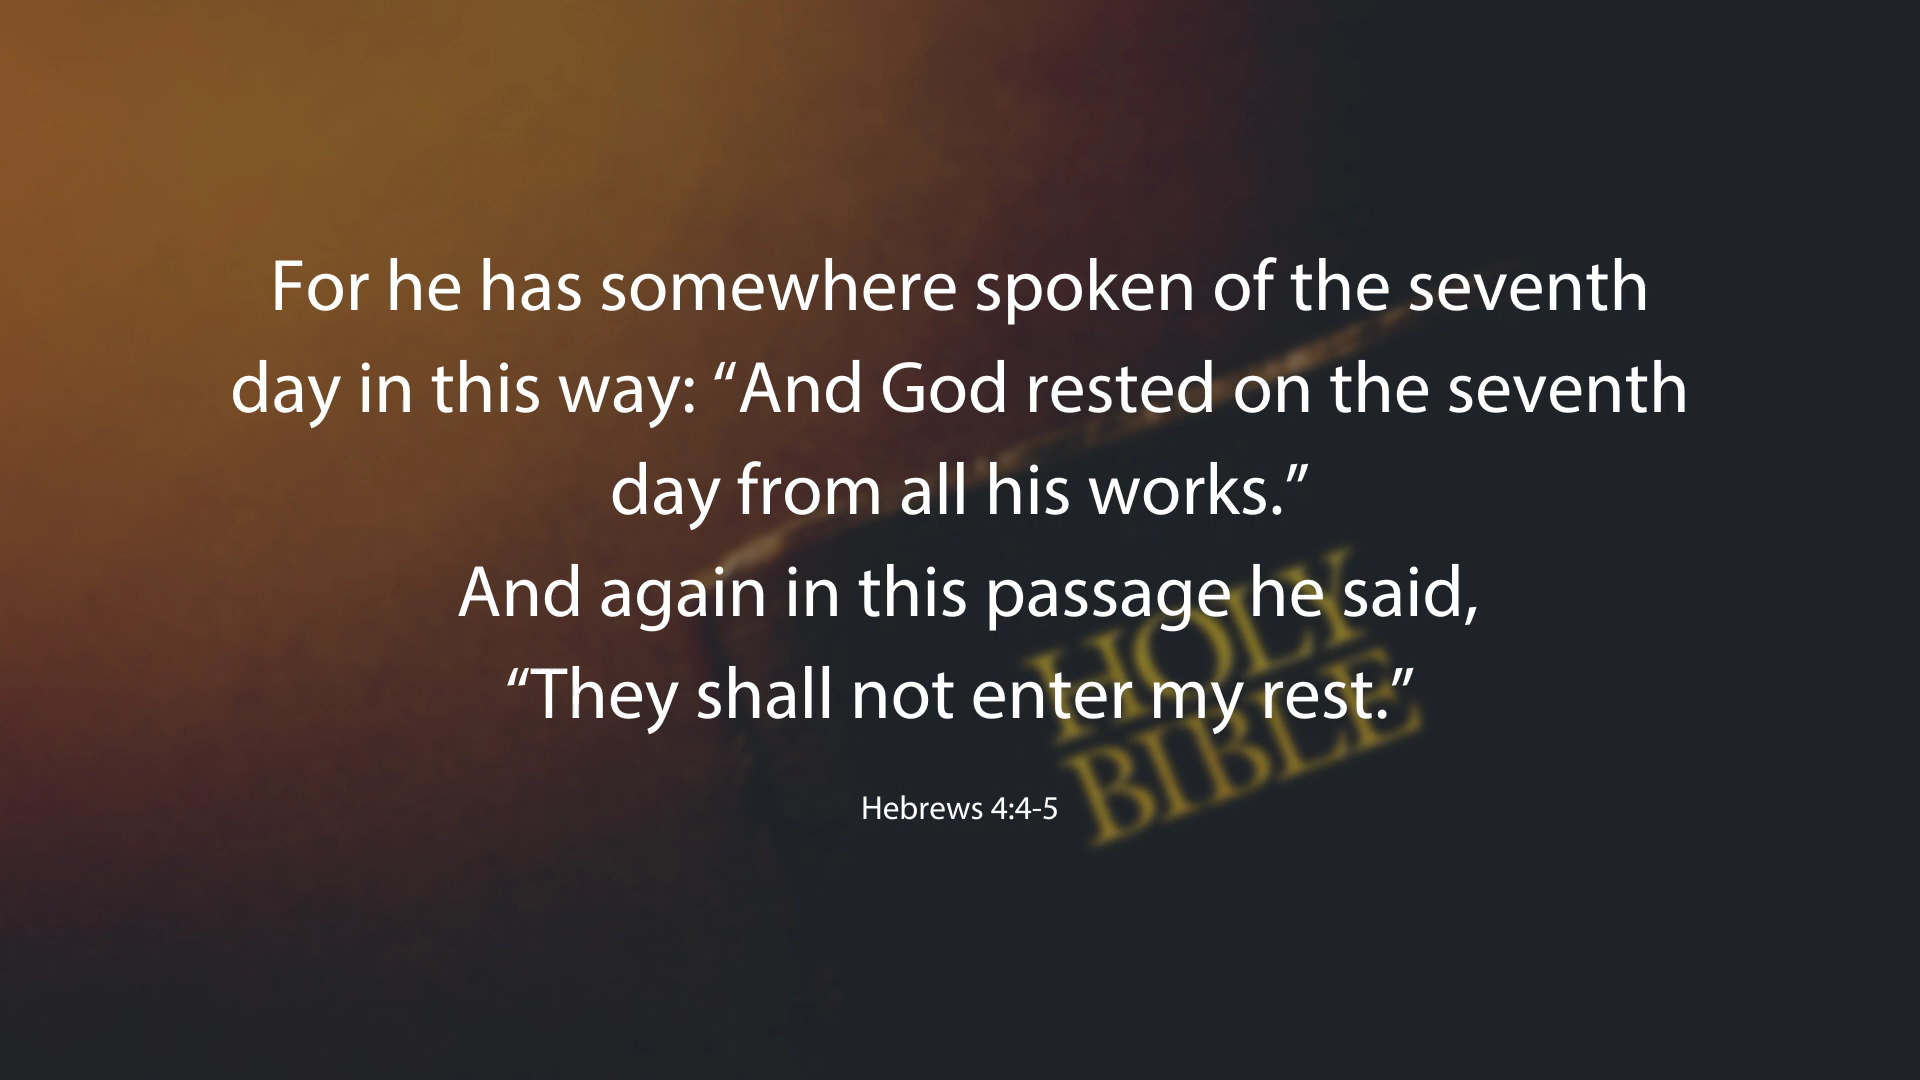 For he has somewhere spoken of the seventh
day in this way: “And God rested on the seventh
day from all his works.”
And again in this passage he said,
“They shall not enter my rest.”
Hebrews 4:4-5
HOLY
BIBLE